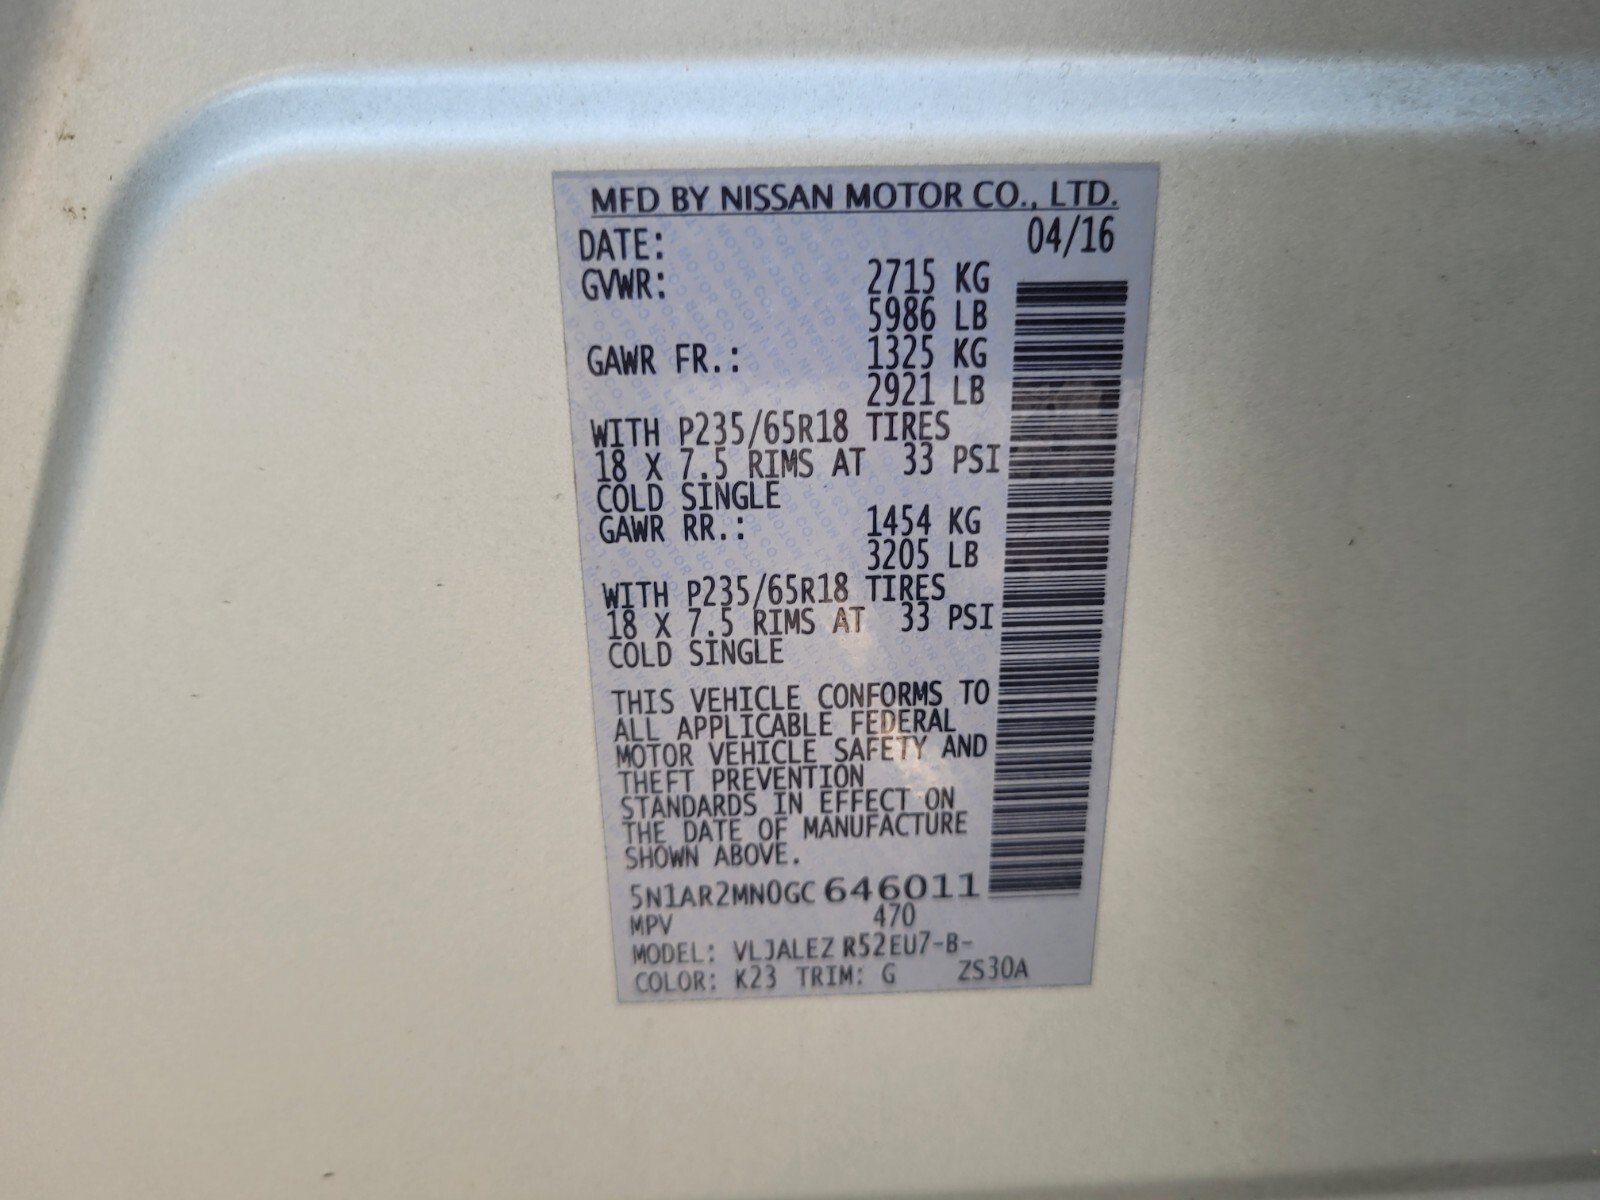 MFD BY NISSAN MOTOR CO., LTD.
DATE: 04/16
GVWR: 2715 KG
5986 LB
GAWR FR.: 1325 KG
2921 LB
WITH P235/65R18 TIRES
18 X 7.5 RIMS AT 33 PSI
COLD SINGLE
GAWR RR.: 1454 KG
3205 LB
WITH P235/65R18 TIRES
18 X 7.5 RIMS AT 33 PSI
COLD SINGLE
THIS VEHICLE CONFORMS TO
ALL APPLICABLE FEDERAL
MOTOR VEHICLE SAFETY AND
THEFT PREVENTION
STANDARDS IN EFFECT ON
THE DATE OF MANUFACTURE
SHOWN ABOVE.
5N1AR2MN0GC646011
MPV 470
MODEL: VLJALEZ R52EU7-B-
COLOR: K23 TRIM: G ZS30A